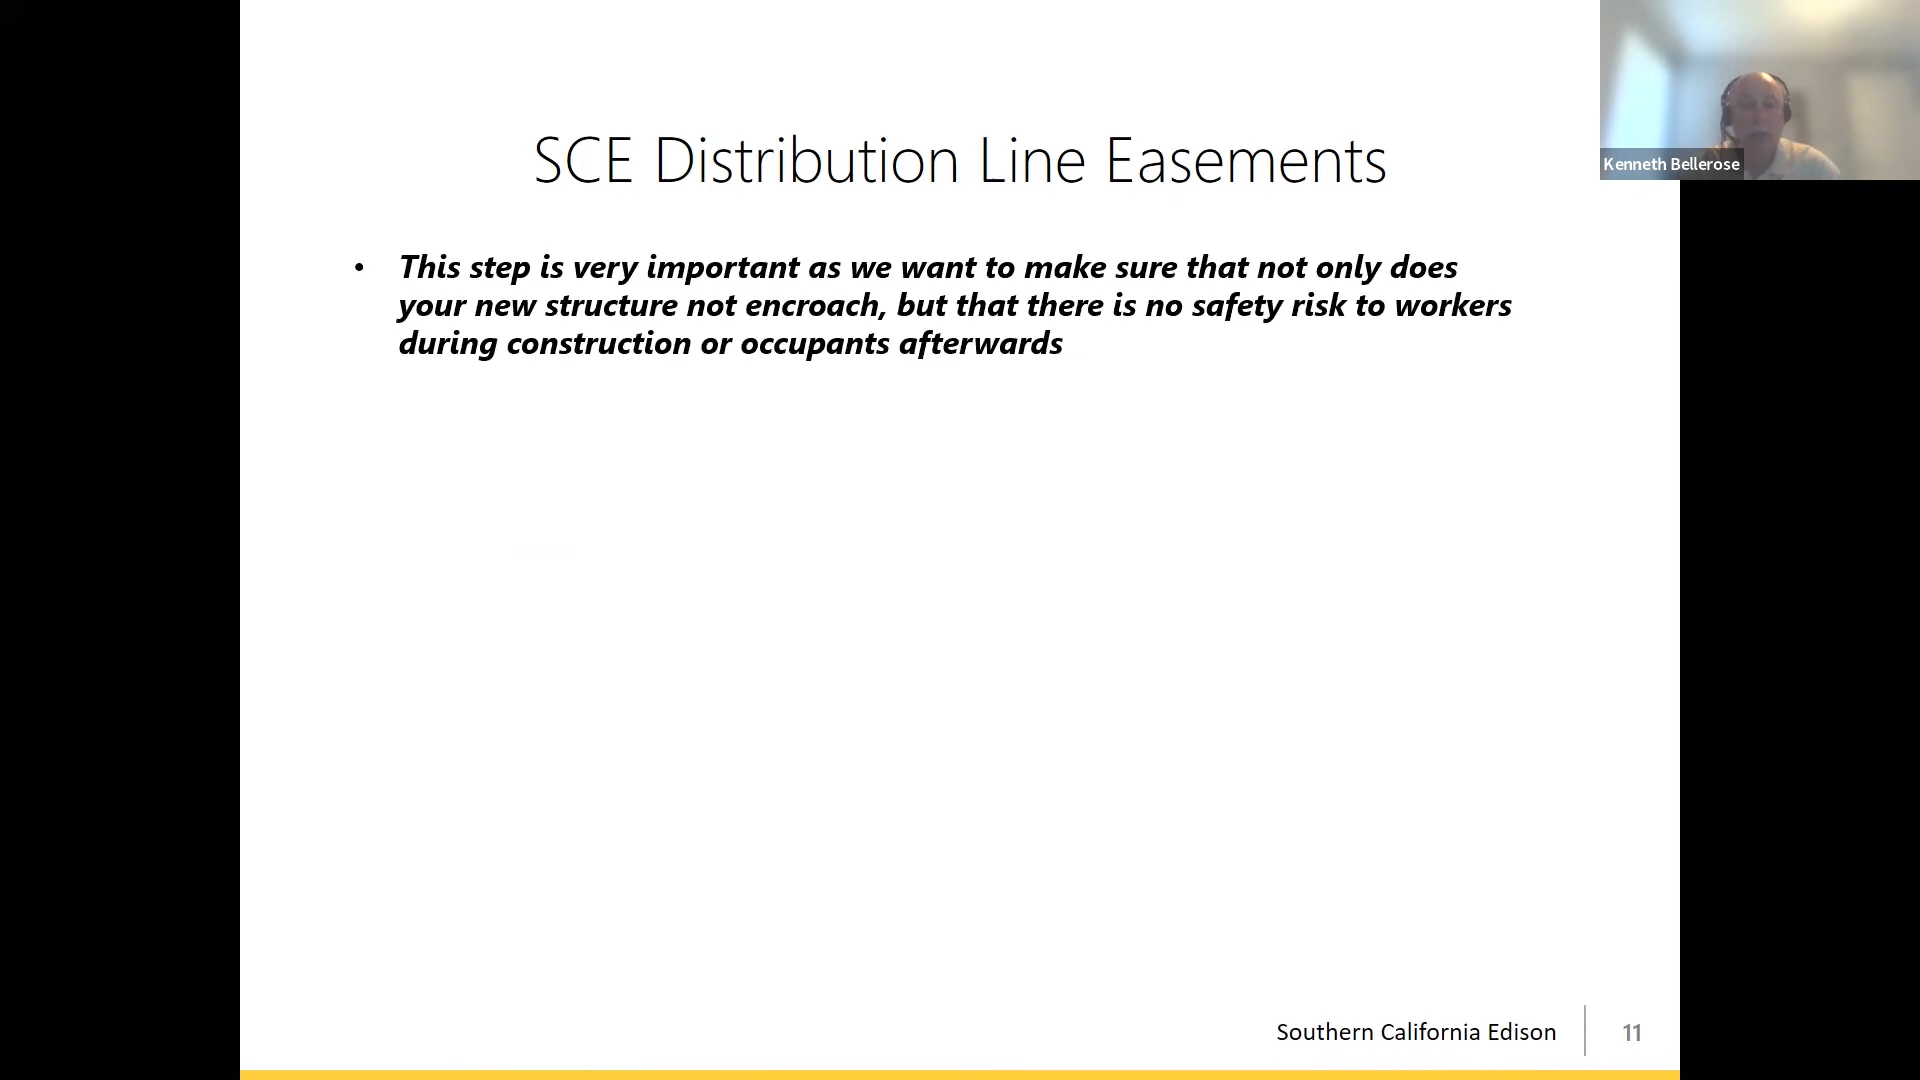 SCE Distribution Line Easements
Kenneth Bellerose
• This step is very important as we want to make sure that not only does
your new structure not encroach, but that there is no safety risk to workers
during construction or occupants afterwards
Southern California Edison
11